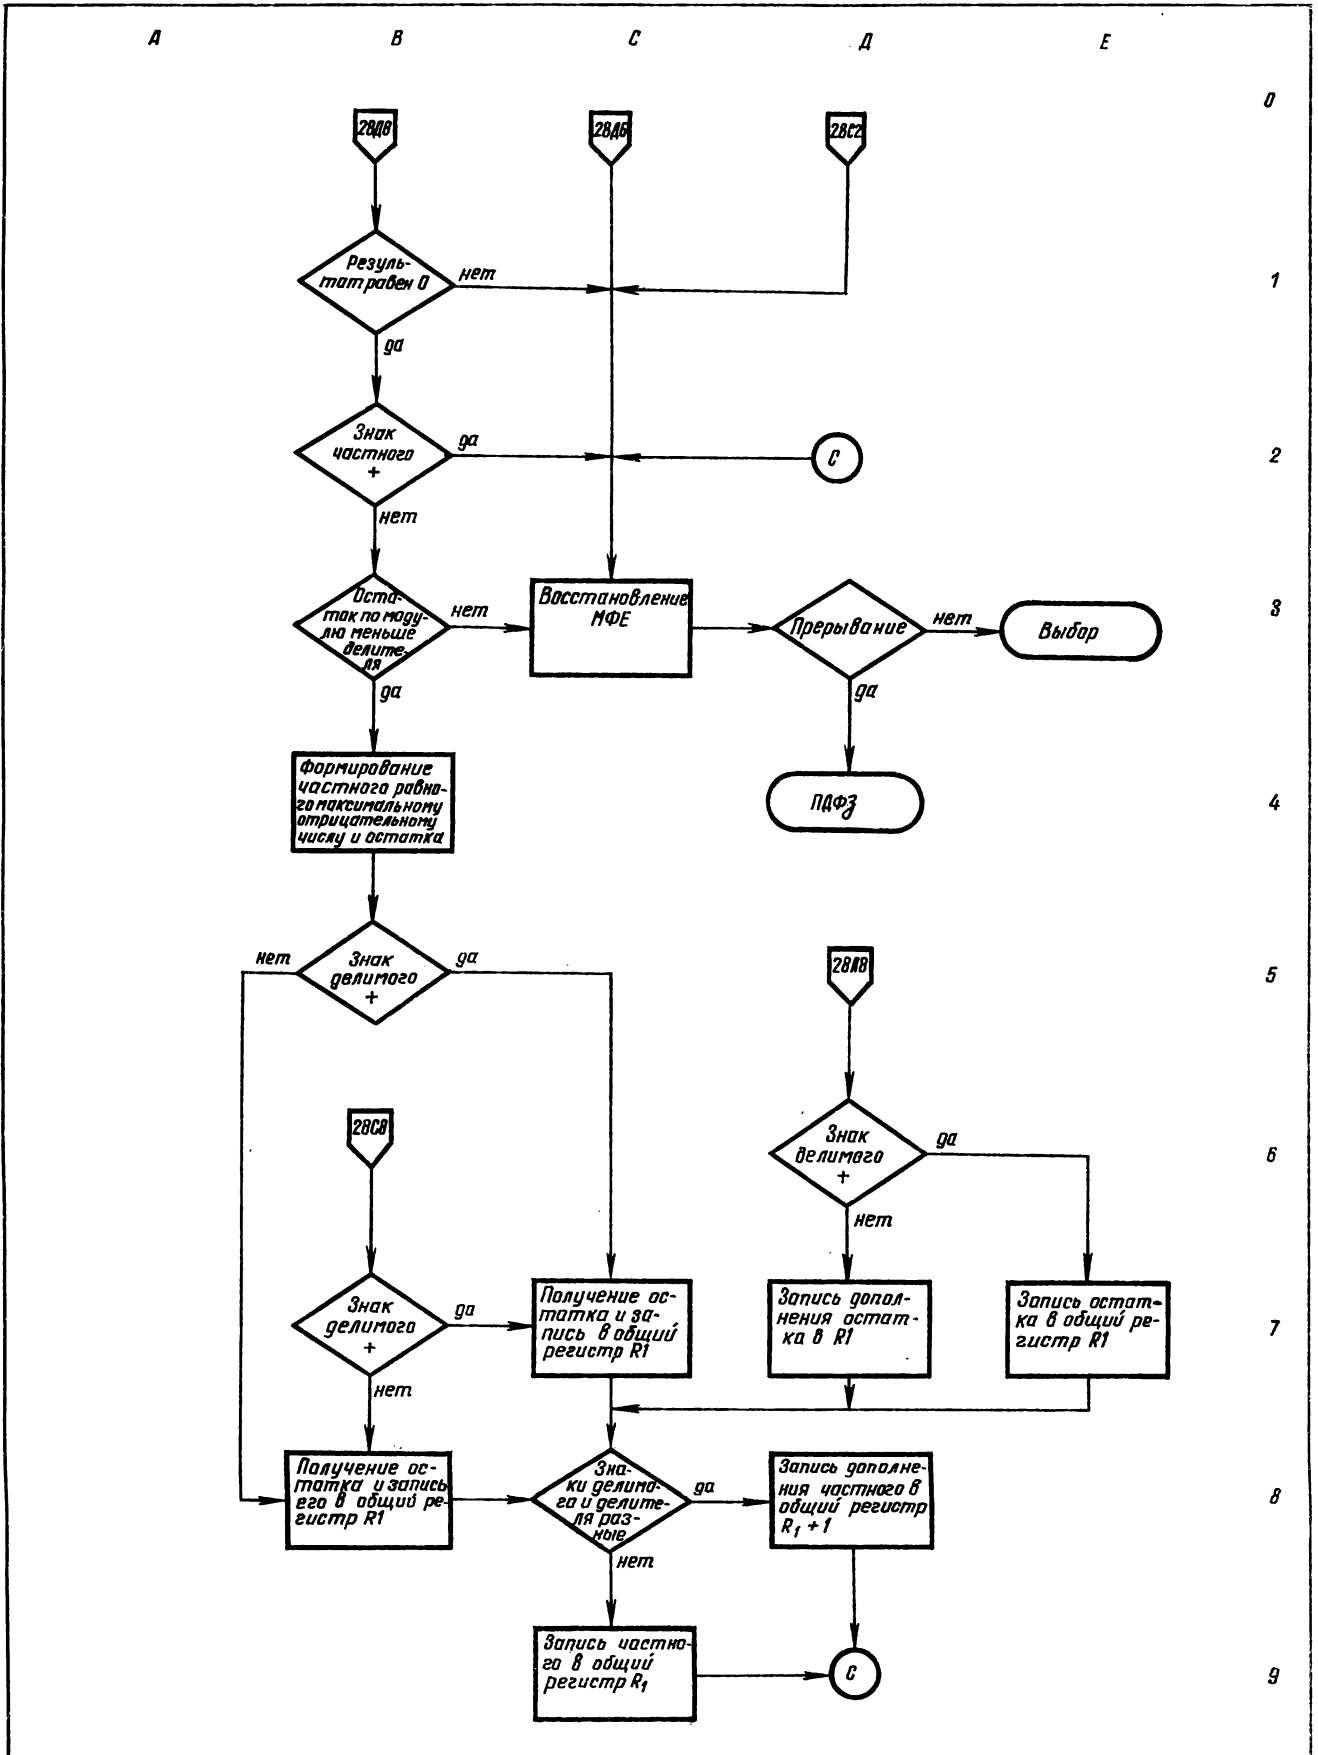 А В С Д Е
0
28Д8 28Д6 28С2
Резуль-
тат равен 0
нет
1
да
Знак
частного
+
да
С
2
нет
Оста-
ток по моду-
лю меньше
делите-
ля
нет
Восстановление
МФЕ
Прерывание
нет
Выбор
3
да
да
Формирование
частного равно-
го максимальному
отрицательному
числу и остатка
ПДФЗ
4
нет
Знак
делимого
+
да
5
28С8
Знак
делимого
+
да
6
нет
Знак
делимого
+
да
Получение ос-
татка и за-
пись в общий
регистр R1
Запись допол-
нения остат-
ка в R1
Запись остат-
ка в общий ре-
гистр R1
7
нет
Получение ос-
татка и запись
его в общий ре-
гистр R1
Зна-
ки делимо-
га и делите-
ля раз-
ные
да
Запись дополне-
ния частного в
общий регистр
R₁ + 1
8
нет
Запись частно-
го в общий
регистр R₁
С
9